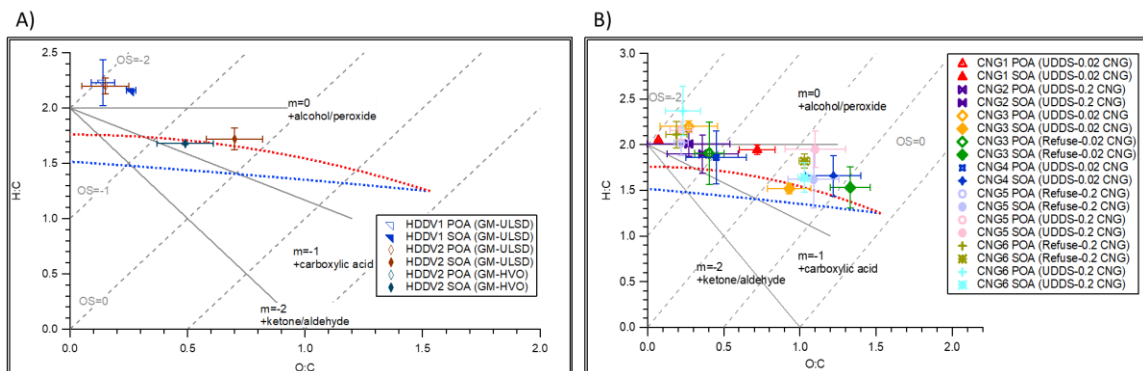 A)
2.5
2.0
1.5
1.0
0.5
0.0
H:C
OS=-2
OS=-1
OS=0
m=0
+alcohol/peroxide
m=-1
+carboxylic acid
m=-2
+ketone/aldehyde
HDDV1 POA (GM-ULSD)
HDDV1 SOA (GM-ULSD)
HDDV2 POA (GM-ULSD)
HDDV2 SOA (GM-ULSD)
HDDV2 POA (GM-HVO)
HDDV2 SOA (GM-HVO)
0.0 0.5 1.0 1.5 2.0
O:C
B)
3.0
2.5
2.0
1.5
1.0
0.5
0.0
H:C
OS=-2
OS=0
m=0
+alcohol/peroxide
m=-1
+carboxylic acid
m=-2
+ketone/aldehyde
0.0 0.5 1.0 1.5 2.0
O:C
CNG1 POA (UDDS-0.02 CNG)
CNG1 SOA (UDDS-0.02 CNG)
CNG2 POA (UDDS-0.2 CNG)
CNG2 SOA (UDDS-0.2 CNG)
CNG3 POA (UDDS-0.02 CNG)
CNG3 SOA (UDDS-0.02 CNG)
CNG3 POA (Refuse-0.02 CNG)
CNG3 SOA (Refuse-0.02 CNG)
CNG4 POA (UDDS-0.02 CNG)
CNG4 SOA (UDDS-0.02 CNG)
CNG5 POA (Refuse-0.2 CNG)
CNG5 SOA (Refuse-0.2 CNG)
CNG5 POA (UDDS-0.2 CNG)
CNG5 SOA (UDDS-0.2 CNG)
CNG6 POA (Refuse-0.2 CNG)
CNG6 SOA (Refuse-0.2 CNG)
CNG6 POA (UDDS-0.2 CNG)
CNG6 SOA (UDDS-0.2 CNG)